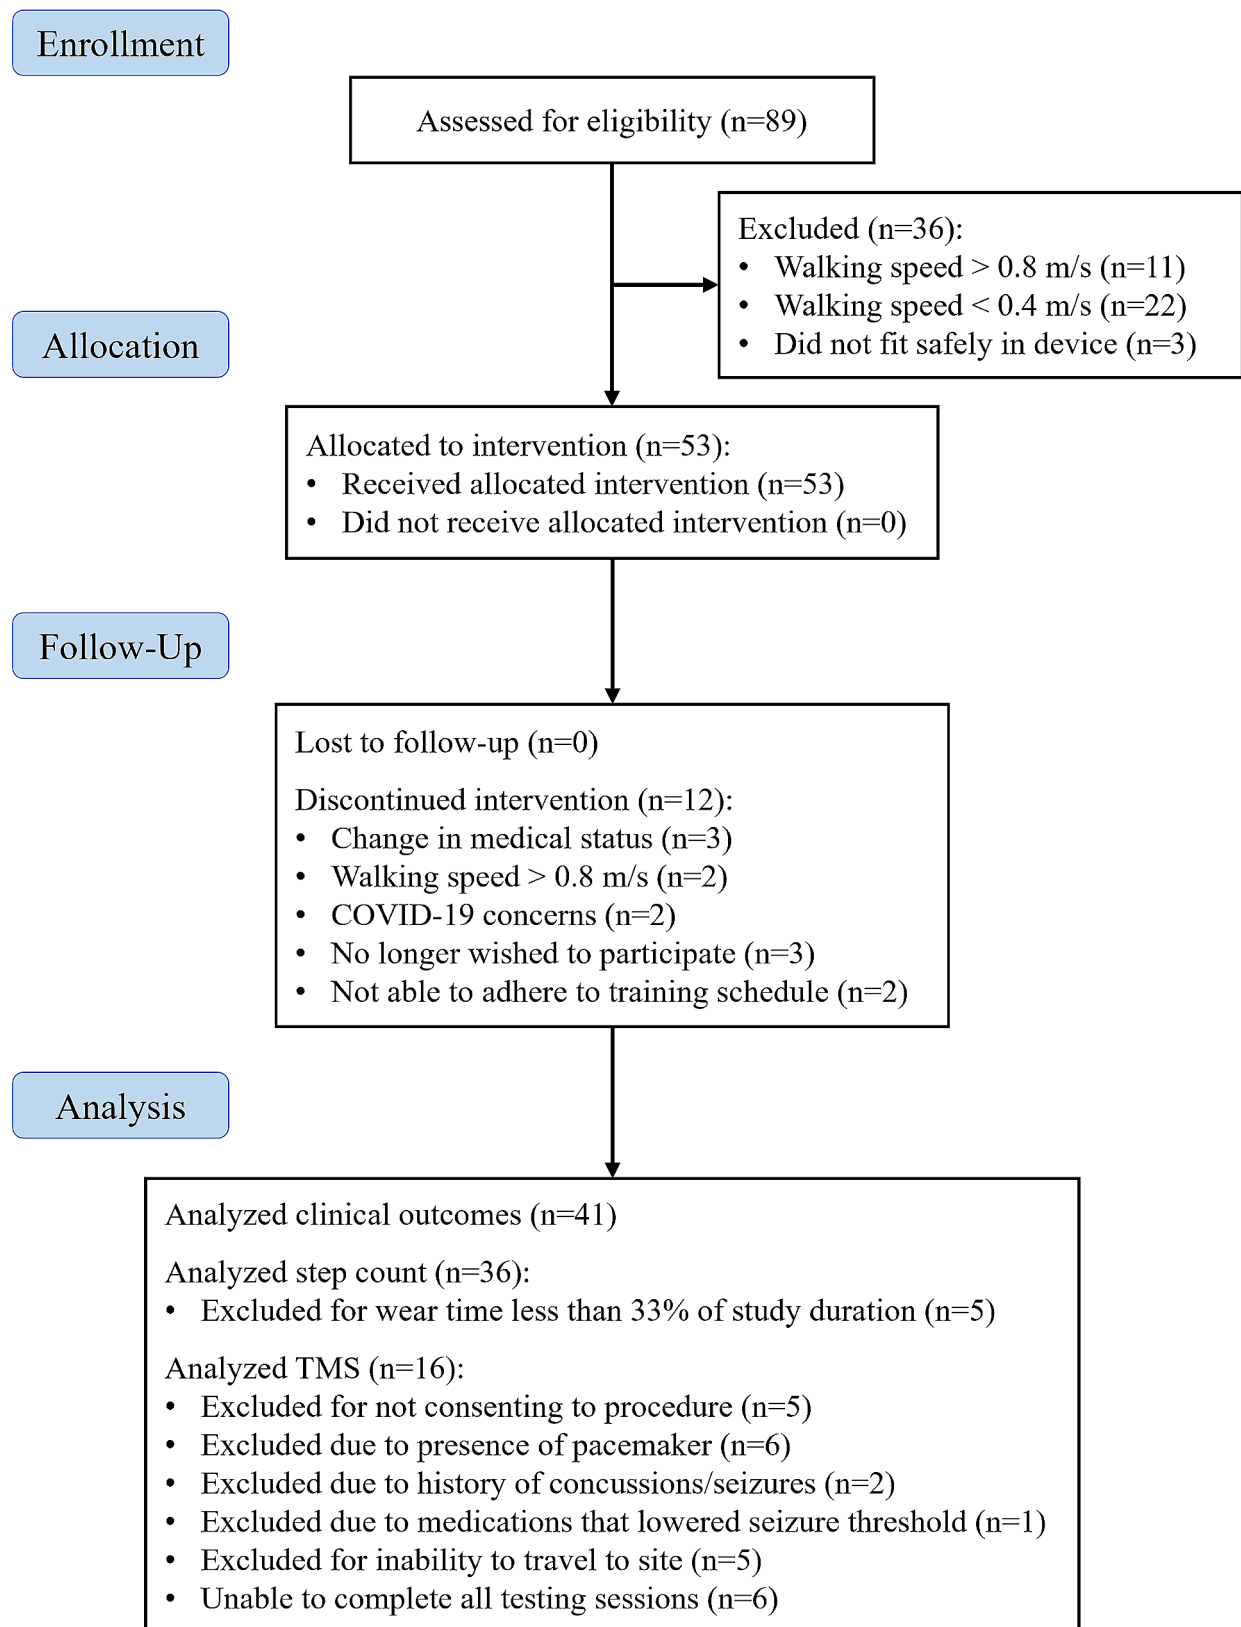 Enrollment
Assessed for eligibility (n=89)
Excluded (n=36):
• Walking speed > 0.8 m/s (n=11)
• Walking speed < 0.4 m/s (n=22)
• Did not fit safely in device (n=3)
Allocation
Allocated to intervention (n=53):
• Received allocated intervention (n=53)
• Did not receive allocated intervention (n=0)
Follow-Up
Lost to follow-up (n=0)
Discontinued intervention (n=12):
• Change in medical status (n=3)
• Walking speed > 0.8 m/s (n=2)
• COVID-19 concerns (n=2)
• No longer wished to participate (n=3)
• Not able to adhere to training schedule (n=2)
Analysis
Analyzed clinical outcomes (n=41)
Analyzed step count (n=36):
• Excluded for wear time less than 33% of study duration (n=5)
Analyzed TMS (n=16):
• Excluded for not consenting to procedure (n=5)
• Excluded due to presence of pacemaker (n=6)
• Excluded due to history of concussions/seizures (n=2)
• Excluded due to medications that lowered seizure threshold (n=1)
• Excluded for inability to travel to site (n=5)
• Unable to complete all testing sessions (n=6)